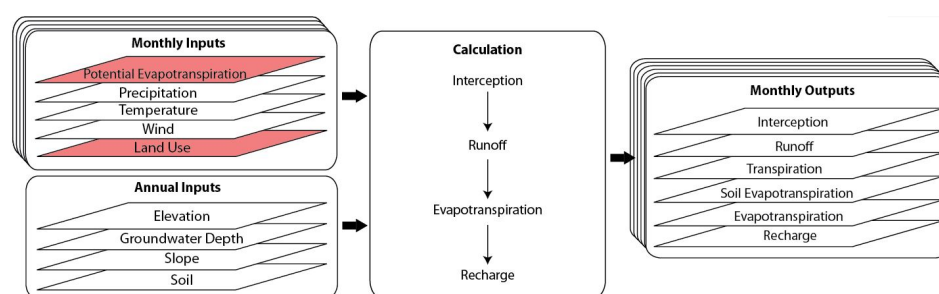 Monthly Inputs
Potential Evapotranspiration
Precipitation
Temperature
Wind
Land Use
Annual Inputs
Elevation
Groundwater Depth
Slope
Soil
Calculation
Interception
Runoff
Evapotranspiration
Recharge
Monthly Outputs
Interception
Runoff
Transpiration
Soil Evapotranspiration
Evapotranspiration
Recharge